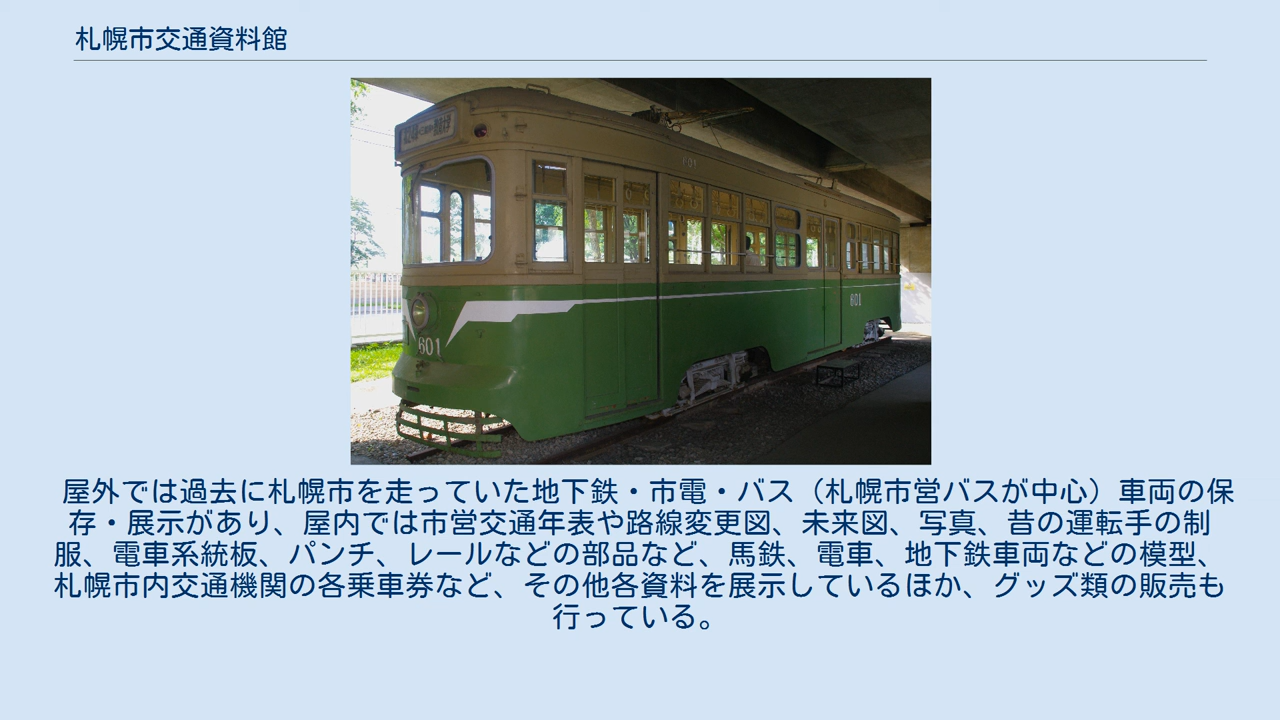 札幌市交通資料館
601
601
601
屋外では過去に札幌市を走っていた地下鉄・市電・バス（札幌市営バスが中心）車両の保
存・展示があり、屋内では市営交通年表や路線変更図、未来図、写真、昔の運転手の制
服、電車系統板、パンチ、レールなどの部品など、馬鉄、電車、地下鉄車両などの模型、
札幌市内交通機関の各乗車券など、その他各資料を展示しているほか、グッズ類の販売も
行っている。